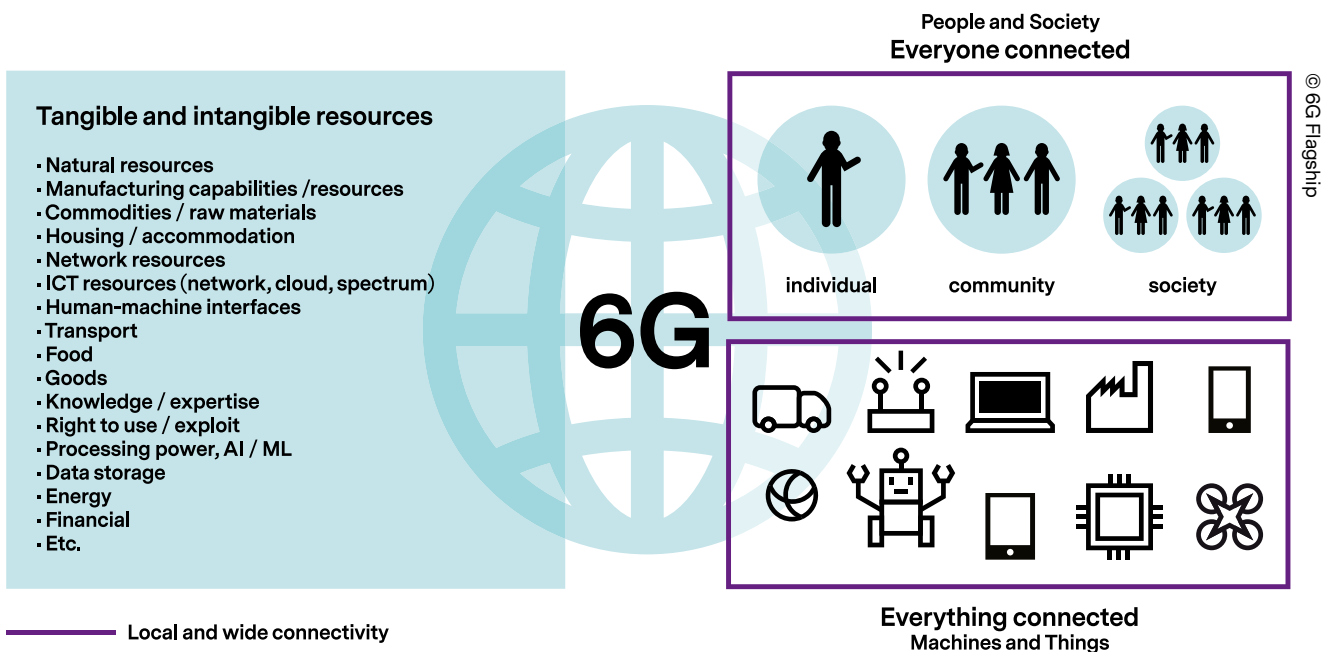 People and Society
Everyone connected
Tangible and intangible resources
· Natural resources
· Manufacturing capabilities /resources
· Commodities / raw materials
· Housing / accommodation
· Network resources
· ICT resources (network, cloud, spectrum)
· Human-machine interfaces
· Transport
· Food
· Goods
· Knowledge / expertise
· Right to use / exploit
· Processing power, AI / ML
· Data storage
· Energy
· Financial
· Etc.
6G
individual
community
society
© 6G Flagship
Everything connected
Machines and Things
Local and wide connectivity